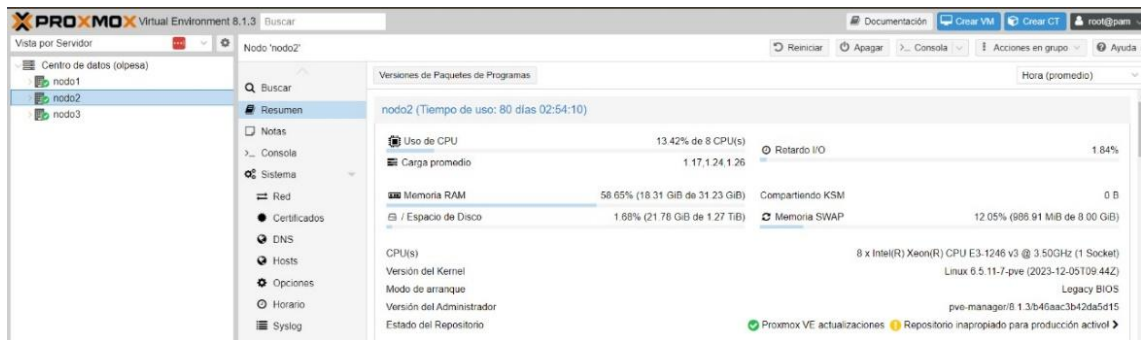 PROXMOX Virtual Environment 8.1.3 Buscar
Documentación Crear VM Crear CT root@pam
Vista por Servidor
Nodo 'nodo2'
Reiniciar Apagar Consola Acciones en grupo Ayuda
Centro de datos (olpesa)
nodo1
nodo2
nodo3
Buscar
Resumen
Notas
Consola
Sistema
Red
Certificados
DNS
Hosts
Opciones
Horario
Syslog
Versiones de Paquetes de Programas
Hora (promedio)
nodo2 (Tiempo de uso: 80 días 02:54:10)
Uso de CPU 13.42% de 8 CPU(s)
Retardo I/O 1.84%
Carga promedio 1.17,1.24,1.26
Memoria RAM 58.65% (18.31 GiB de 31.23 GiB)
Compartiendo KSM 0 B
/ Espacio de Disco 1.68% (21.78 GiB de 1.27 TiB)
Memoria SWAP 12.05% (986.91 MiB de 8.00 GiB)
CPU(s) 8 x Intel(R) Xeon(R) CPU E3-1246 v3 @ 3.50GHz (1 Socket)
Versión del Kernel Linux 6.5.11-7-pve (2023-12-05T09:44Z)
Modo de arranque Legacy BIOS
Versión del Administrador pve-manager/8.1.3/b46aac3b42da5d15
Estado del Repositorio Proxmox VE actualizaciones Repositorio inapropiado para producción activo!